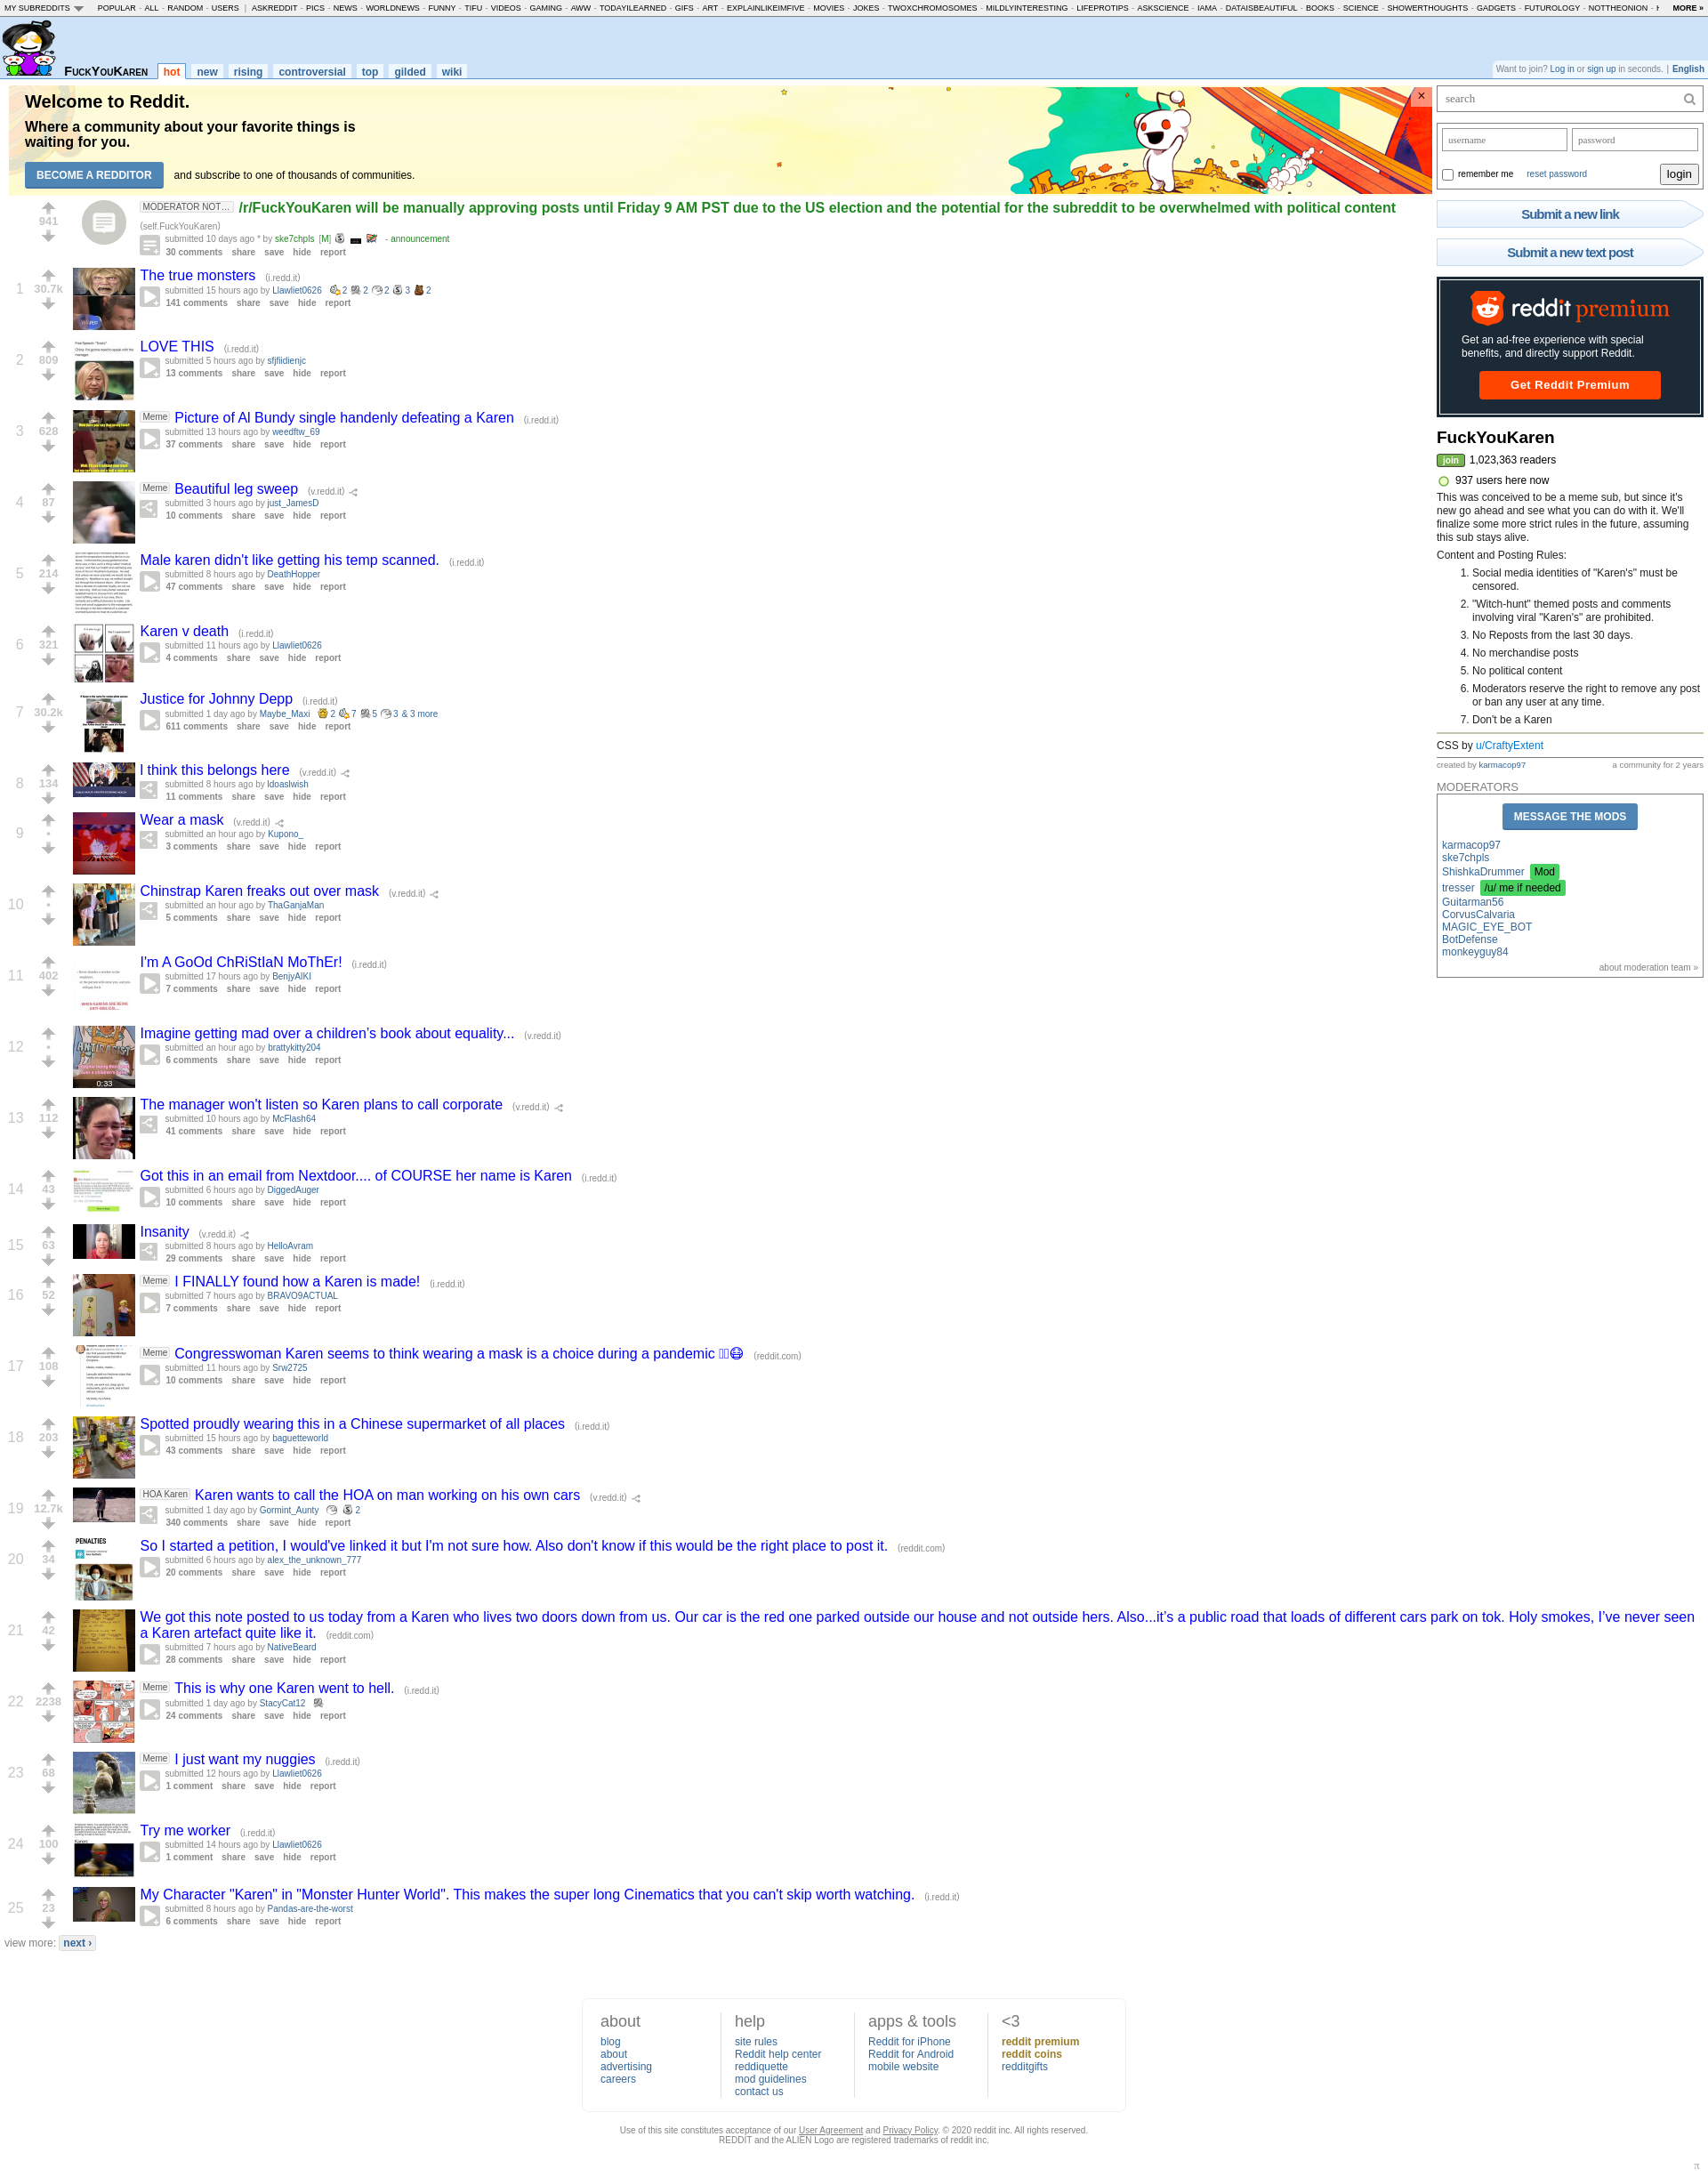 MY SUBREDDITS POPULAR - ALL - RANDOM - USERS | ASKREDDIT - PICS - NEWS - WORLDNEWS - FUNNY - TIFU - VIDEOS - GAMING - AWW - TODAYILEARNED - GIFS - ART - EXPLAINLIKEIMFIVE - MOVIES - JOKES - TWOXCHROMOSOMES - MILDLYINTERESTING - LIFEPROTIPS - ASKSCIENCE - IAMA - DATAISBEAUTIFUL - BOOKS - SCIENCE - SHOWERTHOUGHTS - GADGETS - FUTUROLOGY - NOTTHEONION - MORE »
FUCKYOUKAREN hot new rising controversial top gilded wiki
Want to join? Log in or sign up in seconds. | English
Welcome to Reddit.
Where a community about your favorite things is
waiting for you.
BECOME A REDDITOR and subscribe to one of thousands of communities.
×
941
MODERATOR NOT… /r/FuckYouKaren will be manually approving posts until Friday 9 AM PST due to the US election and the potential for the subreddit to be overwhelmed with political content
(self.FuckYouKaren)
submitted 10 days ago * by ske7chpls [M] - announcement
30 comments share save hide report
1 30.7k
The true monsters (i.redd.it)
submitted 15 hours ago by Llawliet0626 2 2 2 3 2
141 comments share save hide report
2 809
LOVE THIS (i.redd.it)
submitted 5 hours ago by sfjfiidienjc
13 comments share save hide report
3 628
Meme Picture of Al Bundy single handenly defeating a Karen (i.redd.it)
submitted 13 hours ago by weedftw_69
37 comments share save hide report
4 87
Meme Beautiful leg sweep (v.redd.it)
submitted 3 hours ago by just_JamesD
10 comments share save hide report
5 214
Male karen didn't like getting his temp scanned. (i.redd.it)
submitted 8 hours ago by DeathHopper
47 comments share save hide report
6 321
Karen v death (i.redd.it)
submitted 11 hours ago by Llawliet0626
4 comments share save hide report
7 30.2k
Justice for Johnny Depp (i.redd.it)
submitted 1 day ago by Maybe_Maxi 2 7 5 3 & 3 more
611 comments share save hide report
8 134
I think this belongs here (v.redd.it)
submitted 8 hours ago by ldoaslwish
11 comments share save hide report
9 •
Wear a mask (v.redd.it)
submitted an hour ago by Kupono_
3 comments share save hide report
10 •
Chinstrap Karen freaks out over mask (v.redd.it)
submitted an hour ago by ThaGanjaMan
5 comments share save hide report
11 402
I'm A GoOd ChRiStIaN MoThEr! (i.redd.it)
submitted 17 hours ago by BenjyAlKI
7 comments share save hide report
12 •
0:33
Imagine getting mad over a children's book about equality... (v.redd.it)
submitted an hour ago by brattykitty204
6 comments share save hide report
13 112
The manager won't listen so Karen plans to call corporate (v.redd.it)
submitted 10 hours ago by McFlash64
41 comments share save hide report
14 43
Got this in an email from Nextdoor.... of COURSE her name is Karen (i.redd.it)
submitted 6 hours ago by DiggedAuger
10 comments share save hide report
15 63
Insanity (v.redd.it)
submitted 8 hours ago by HelloAvram
29 comments share save hide report
16 52
Meme I FINALLY found how a Karen is made! (i.redd.it)
submitted 7 hours ago by BRAVO9ACTUAL
7 comments share save hide report
17 108
Meme Congresswoman Karen seems to think wearing a mask is a choice during a pandemic 😷 (reddit.com)
submitted 11 hours ago by Srw2725
10 comments share save hide report
18 203
Spotted proudly wearing this in a Chinese supermarket of all places (i.redd.it)
submitted 15 hours ago by baguetteworld
43 comments share save hide report
19 12.7k
HOA Karen Karen wants to call the HOA on man working on his own cars (v.redd.it)
submitted 1 day ago by Gormint_Aunty 2
340 comments share save hide report
20 34
PENALTIES
So I started a petition, I would've linked it but I'm not sure how. Also don't know if this would be the right place to post it. (reddit.com)
submitted 6 hours ago by alex_the_unknown_777
20 comments share save hide report
21 42
We got this note posted to us today from a Karen who lives two doors down from us. Our car is the red one parked outside our house and not outside hers. Also...it's a public road that loads of different cars park on tok. Holy smokes, I've never seen
a Karen artefact quite like it. (reddit.com)
submitted 7 hours ago by NativeBeard
28 comments share save hide report
22 2238
Meme This is why one Karen went to hell. (i.redd.it)
submitted 1 day ago by StacyCat12
24 comments share save hide report
23 68
Meme I just want my nuggies (i.redd.it)
submitted 12 hours ago by Llawliet0626
1 comment share save hide report
24 100
Try me worker (i.redd.it)
submitted 14 hours ago by Llawliet0626
1 comment share save hide report
25 23
My Character "Karen" in "Monster Hunter World". This makes the super long Cinematics that you can't skip worth watching. (i.redd.it)
submitted 8 hours ago by Pandas-are-the-worst
6 comments share save hide report
view more: next ›
search
username password
remember me reset password login
Submit a new link
Submit a new text post
reddit premium
Get an ad-free experience with special
benefits, and directly support Reddit.
Get Reddit Premium
FuckYouKaren
join 1,023,363 readers
937 users here now
This was conceived to be a meme sub, but since it's
new go ahead and see what you can do with it. We'll
finalize some more strict rules in the future, assuming
this sub stays alive.
Content and Posting Rules:
1. Social media identities of "Karen's" must be
censored.
2. "Witch-hunt" themed posts and comments
involving viral "Karen's" are prohibited.
3. No Reposts from the last 30 days.
4. No merchandise posts
5. No political content
6. Moderators reserve the right to remove any post
or ban any user at any time.
7. Don't be a Karen
CSS by u/CraftyExtent
created by karmacop97 a community for 2 years
MODERATORS
MESSAGE THE MODS
karmacop97
ske7chpls
ShishkaDrummer Mod
tresser /u/ me if needed
Guitarman56
CorvusCalvaria
MAGIC_EYE_BOT
BotDefense
monkeyguy84
about moderation team »
about help apps & tools <3
blog site rules Reddit for iPhone reddit premium
about Reddit help center Reddit for Android reddit coins
advertising reddiquette mobile website redditgifts
careers mod guidelines
contact us
Use of this site constitutes acceptance of our User Agreement and Privacy Policy. © 2020 reddit inc. All rights reserved.
REDDIT and the ALIEN Logo are registered trademarks of reddit inc.
π